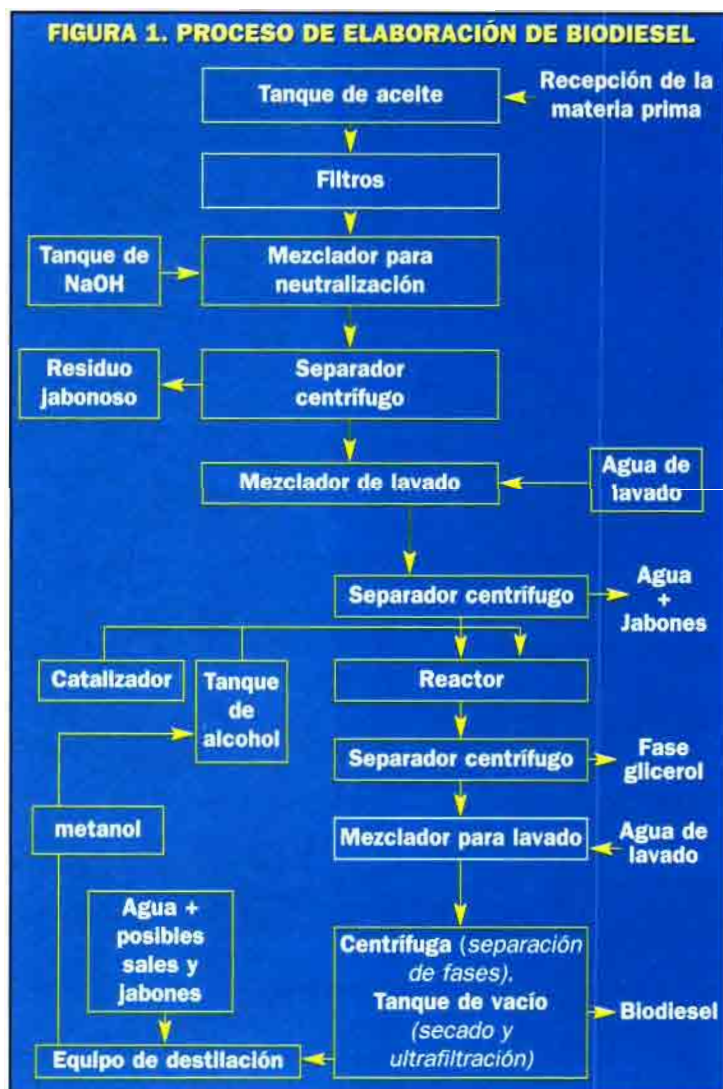 FIGURA 1. PROCESO DE ELABORACIÓN DE BIODIESEL
Tanque de aceite
Recepción de la
materia prima
Filtros
Tanque de
NaOH
Mezclador para
neutralización
Residuo
jabonoso
Separador
centrífugo
Mezclador de lavado
Agua de
lavado
Separador centrífugo
Agua
+
Jabones
Catalizador
Tanque
de
alcohol
Reactor
Separador centrífugo
Fase
glicerol
metanol
Mezclador para lavado
Agua de
lavado
Agua +
posibles
sales y
jabones
Centrífuga (separación
de fases).
Tanque de vacío
(secado y
ultrafiltración)
Biodiesel
Equipo de destilación